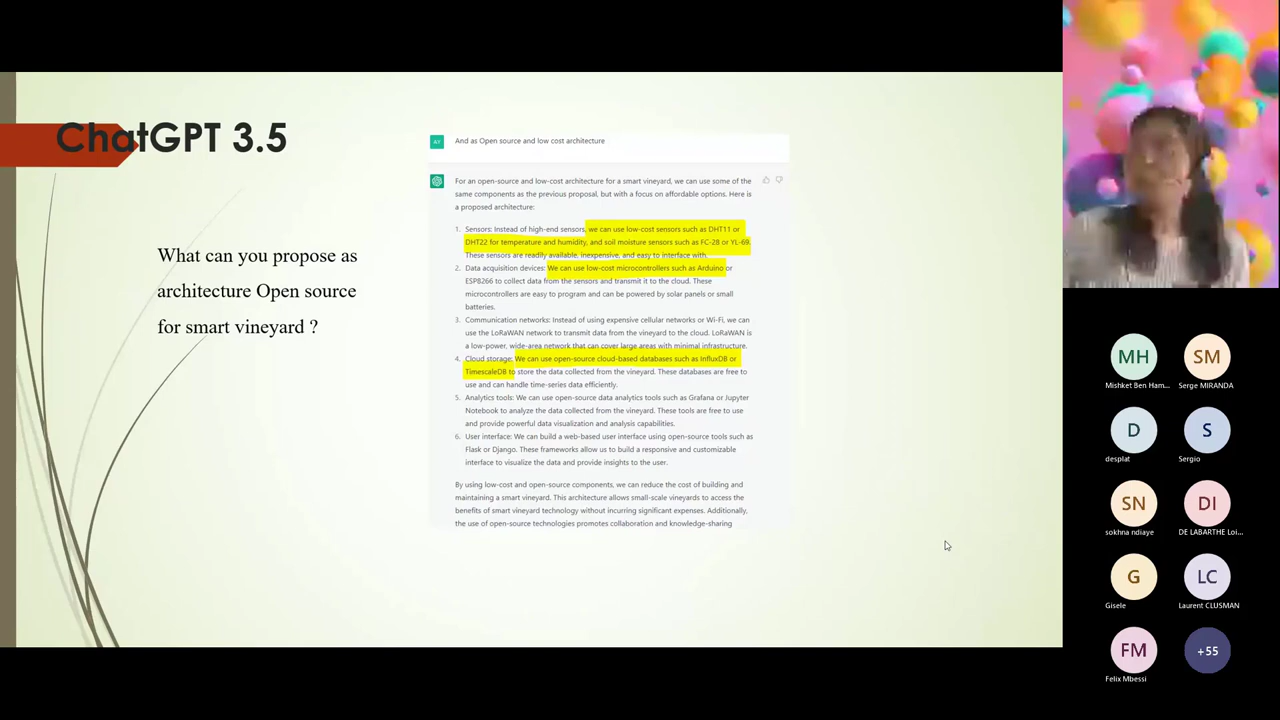 ChatGPT 3.5
What can you propose as
architecture Open source
for smart vineyard ?
AY
And as Open source and low cost architecture
For an open-source and low-cost architecture for a smart vineyard, we can use some of the
same components as the previous proposal, but with a focus on affordable options. Here is
a proposed architecture:
1. Sensors: Instead of high-end sensors, we can use low-cost sensors such as DHT11 or
DHT22 for temperature and humidity, and soil moisture sensors such as FC-28 or YL-69.
These sensors are readily available, inexpensive, and easy to interface with.
2. Data acquisition devices: We can use low-cost microcontrollers such as Arduino or
ESP8266 to collect data from the sensors and transmit it to the cloud. These
microcontrollers are easy to program and can be powered by solar panels or small
batteries.
3. Communication networks: Instead of using expensive cellular networks or Wi-Fi, we can
use the LoRaWAN network to transmit data from the vineyard to the cloud. LoRaWAN is
a low-power, wide-area network that can cover large areas with minimal infrastructure.
4. Cloud storage: We can use open-source cloud-based databases such as InfluxDB or
TimescaleDB to store the data collected from the vineyard. These databases are free to
use and can handle time-series data efficiently.
5. Analytics tools: We can use open-source data analytics tools such as Grafana or Jupyter
Notebook to analyze the data collected from the vineyard. These tools are free to use
and provide powerful data visualization and analysis capabilities.
6. User interface: We can build a web-based user interface using open-source tools such as
Flask or Django. These frameworks allow us to build a responsive and customizable
interface to visualize the data and provide insights to the user.
By using low-cost and open-source components, we can reduce the cost of building and
maintaining a smart vineyard. This architecture allows small-scale vineyards to access the
benefits of smart vineyard technology without incurring significant expenses. Additionally,
the use of open-source technologies promotes collaboration and knowledge-sharing
MH SM
Mishket Ben Ham... Serge MIRANDA
D S
desplat Sergio
SN DI
sokhna ndiaye DE LABARTHE Loi...
G LC
Gisele Laurent CLUSMAN
FM +55
Felix Mbessi